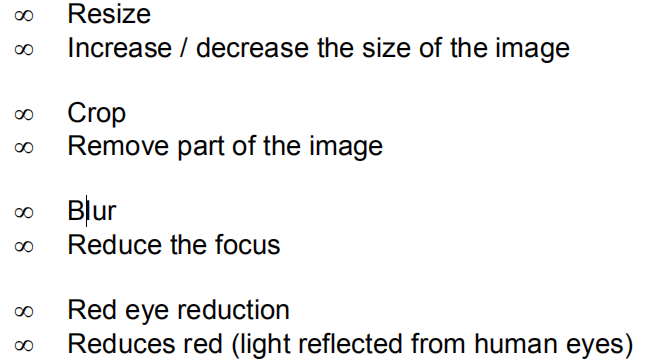 ∞ Resize
∞ Increase / decrease the size of the image
∞ Crop
∞ Remove part of the image
∞ Blur
∞ Reduce the focus
∞ Red eye reduction
∞ Reduces red (light reflected from human eyes)